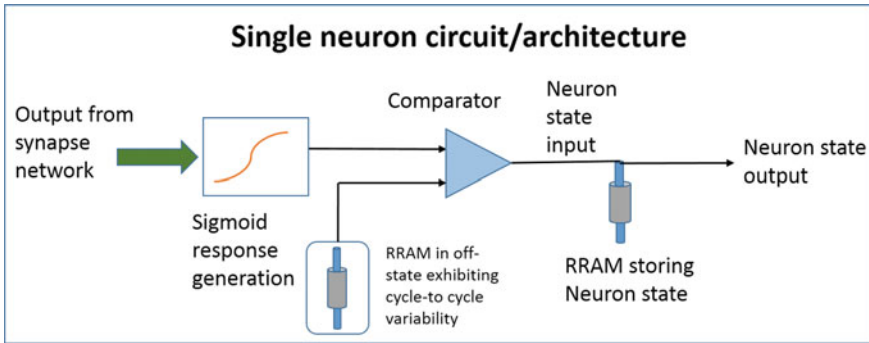 Single neuron circuit/architecture
Output from
synapse
network
Sigmoid
response
generation
Comparator
RRAM in off-
state exhibiting
cycle-to cycle
variability
Neuron
state
input
RRAM storing
Neuron state
Neuron state
output